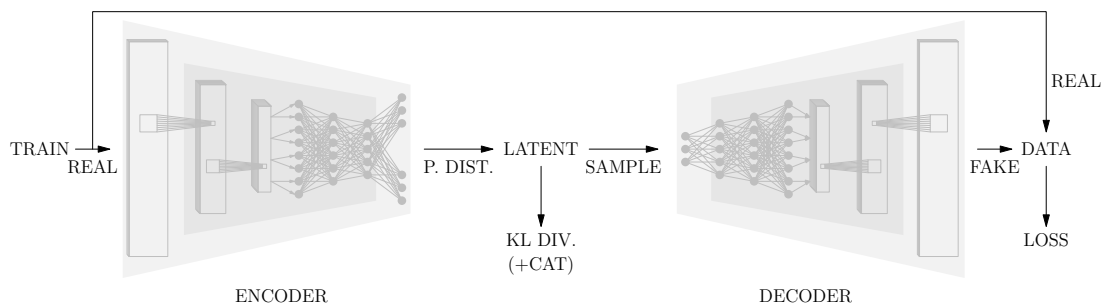 REAL
TRAIN
REAL
P. DIST.
LATENT
SAMPLE
FAKE
DATA
KL DIV.
(+CAT)
LOSS
ENCODER
DECODER